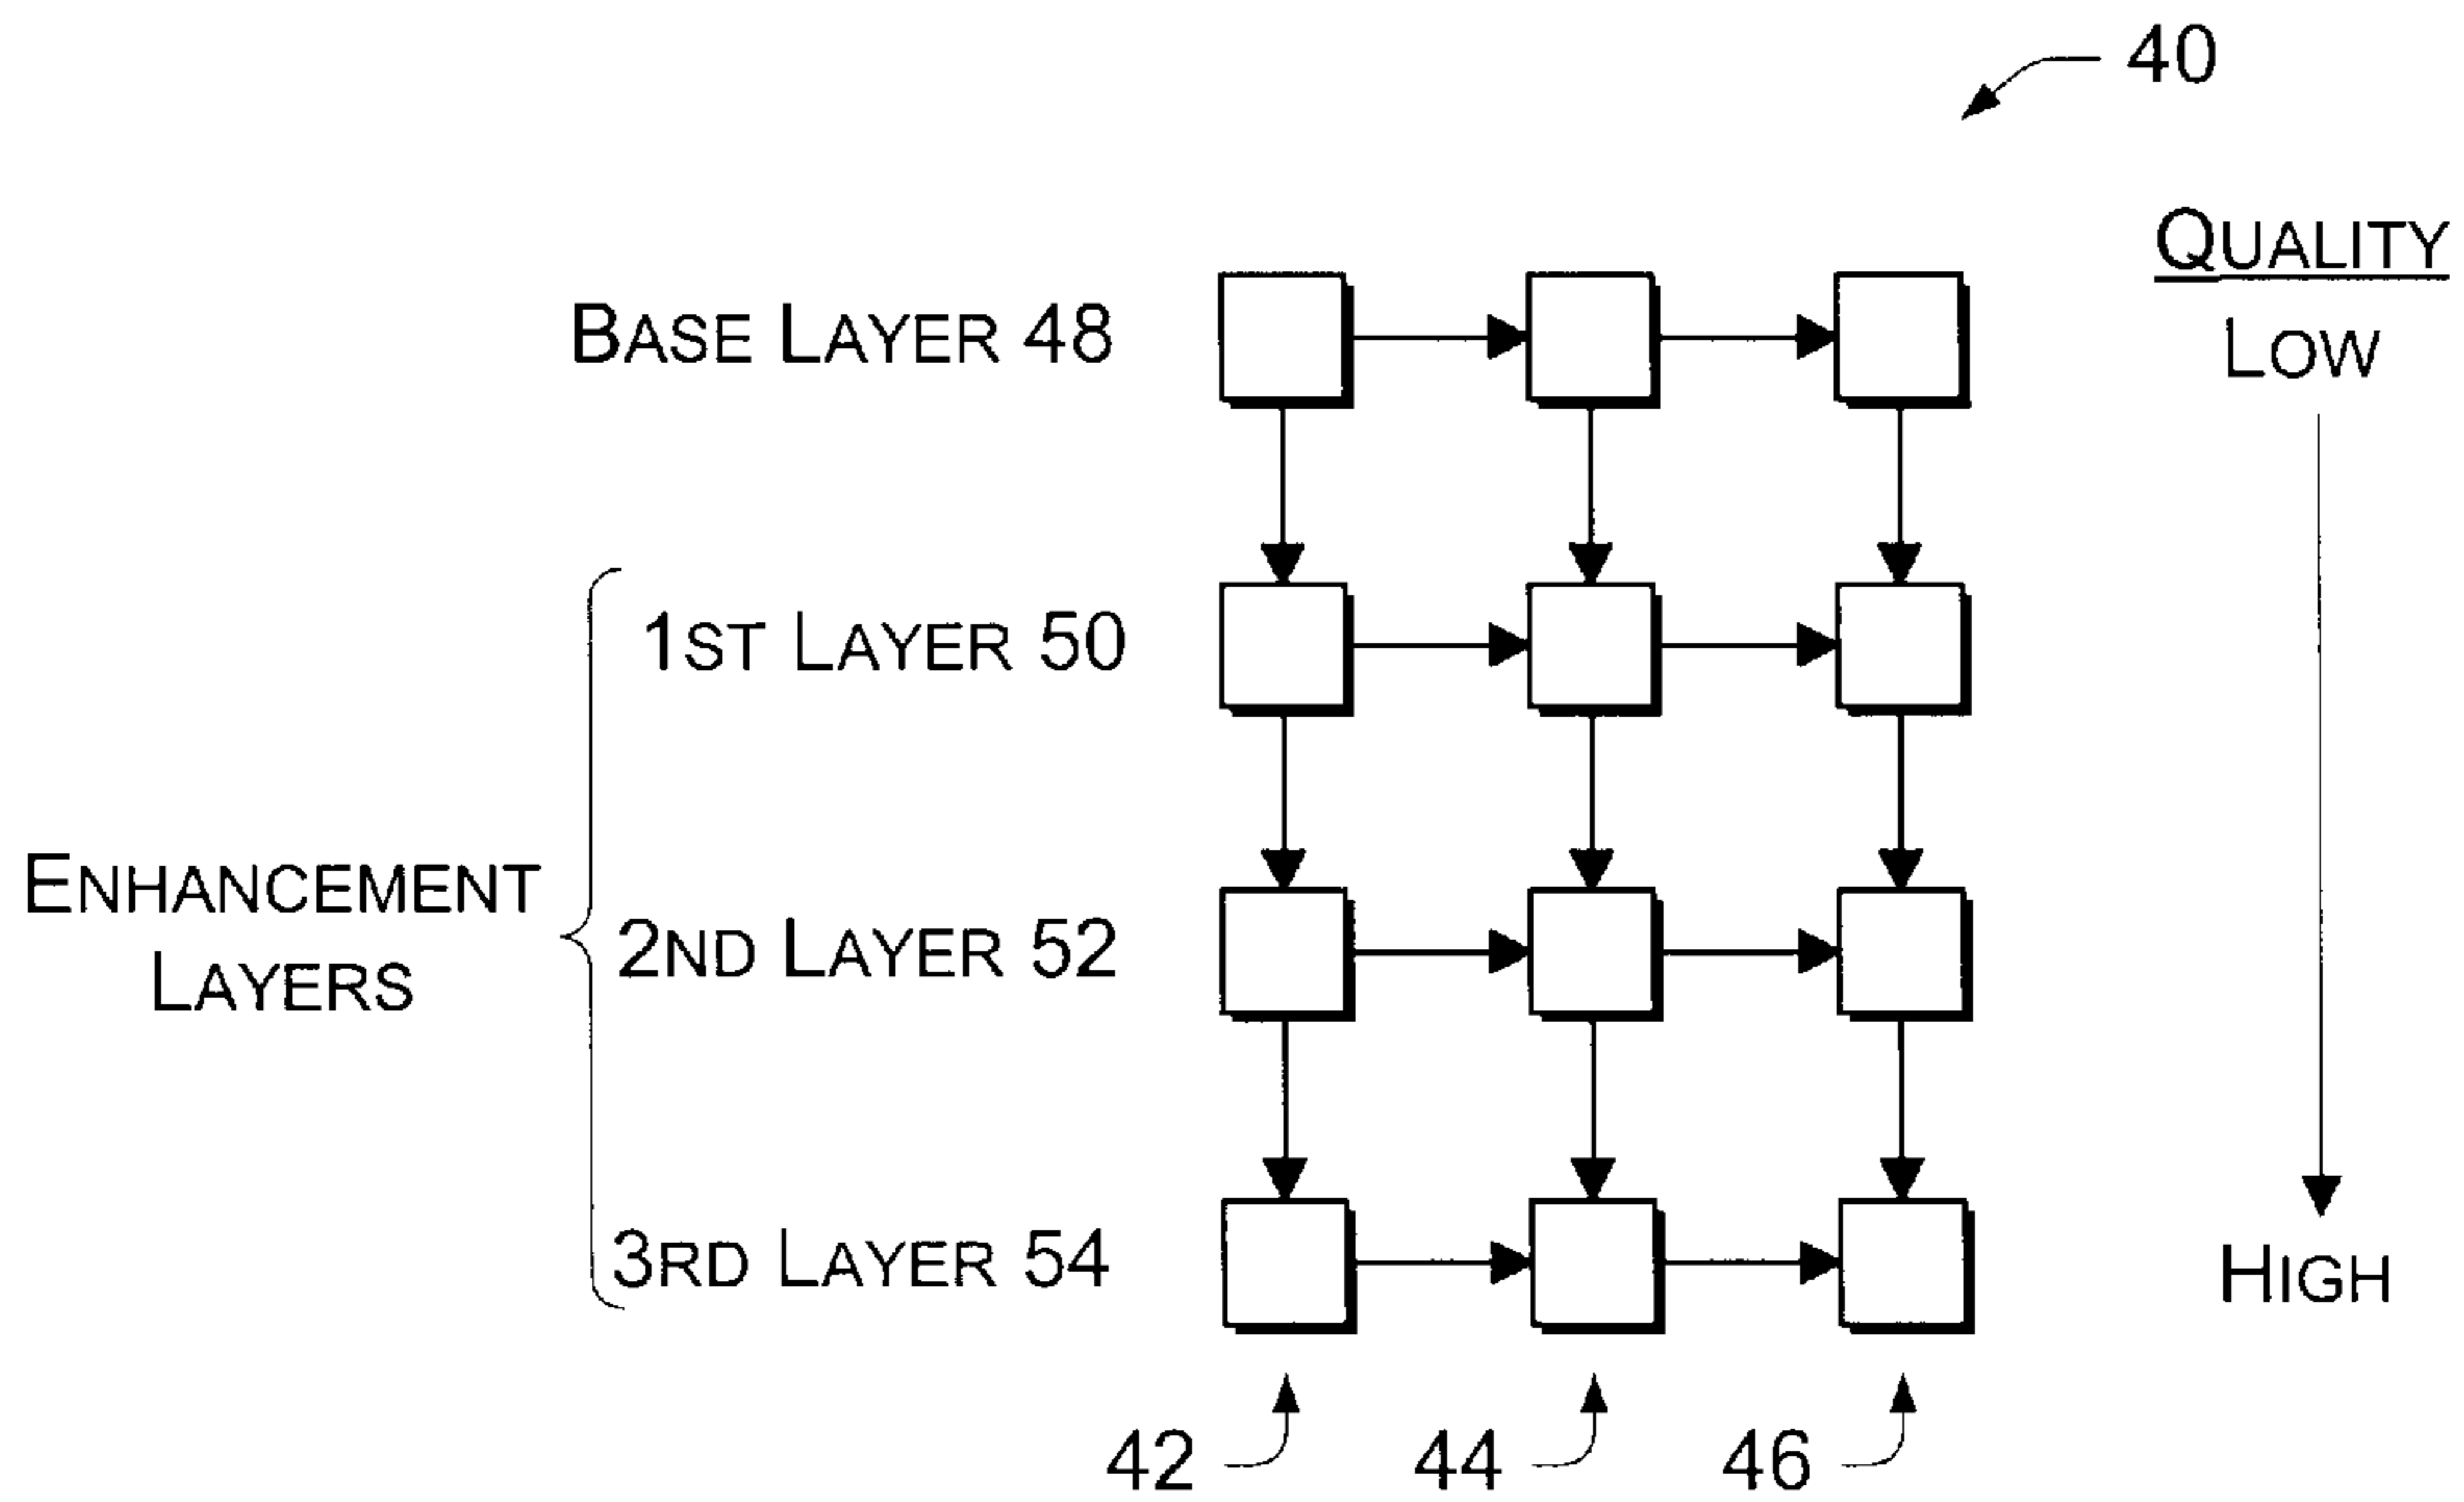 40
QUALITY
BASE LAYER 48
LOW
1ST LAYER 50
ENHANCEMENT
LAYERS
2ND LAYER 52
3RD LAYER 54
HIGH
42
44
46